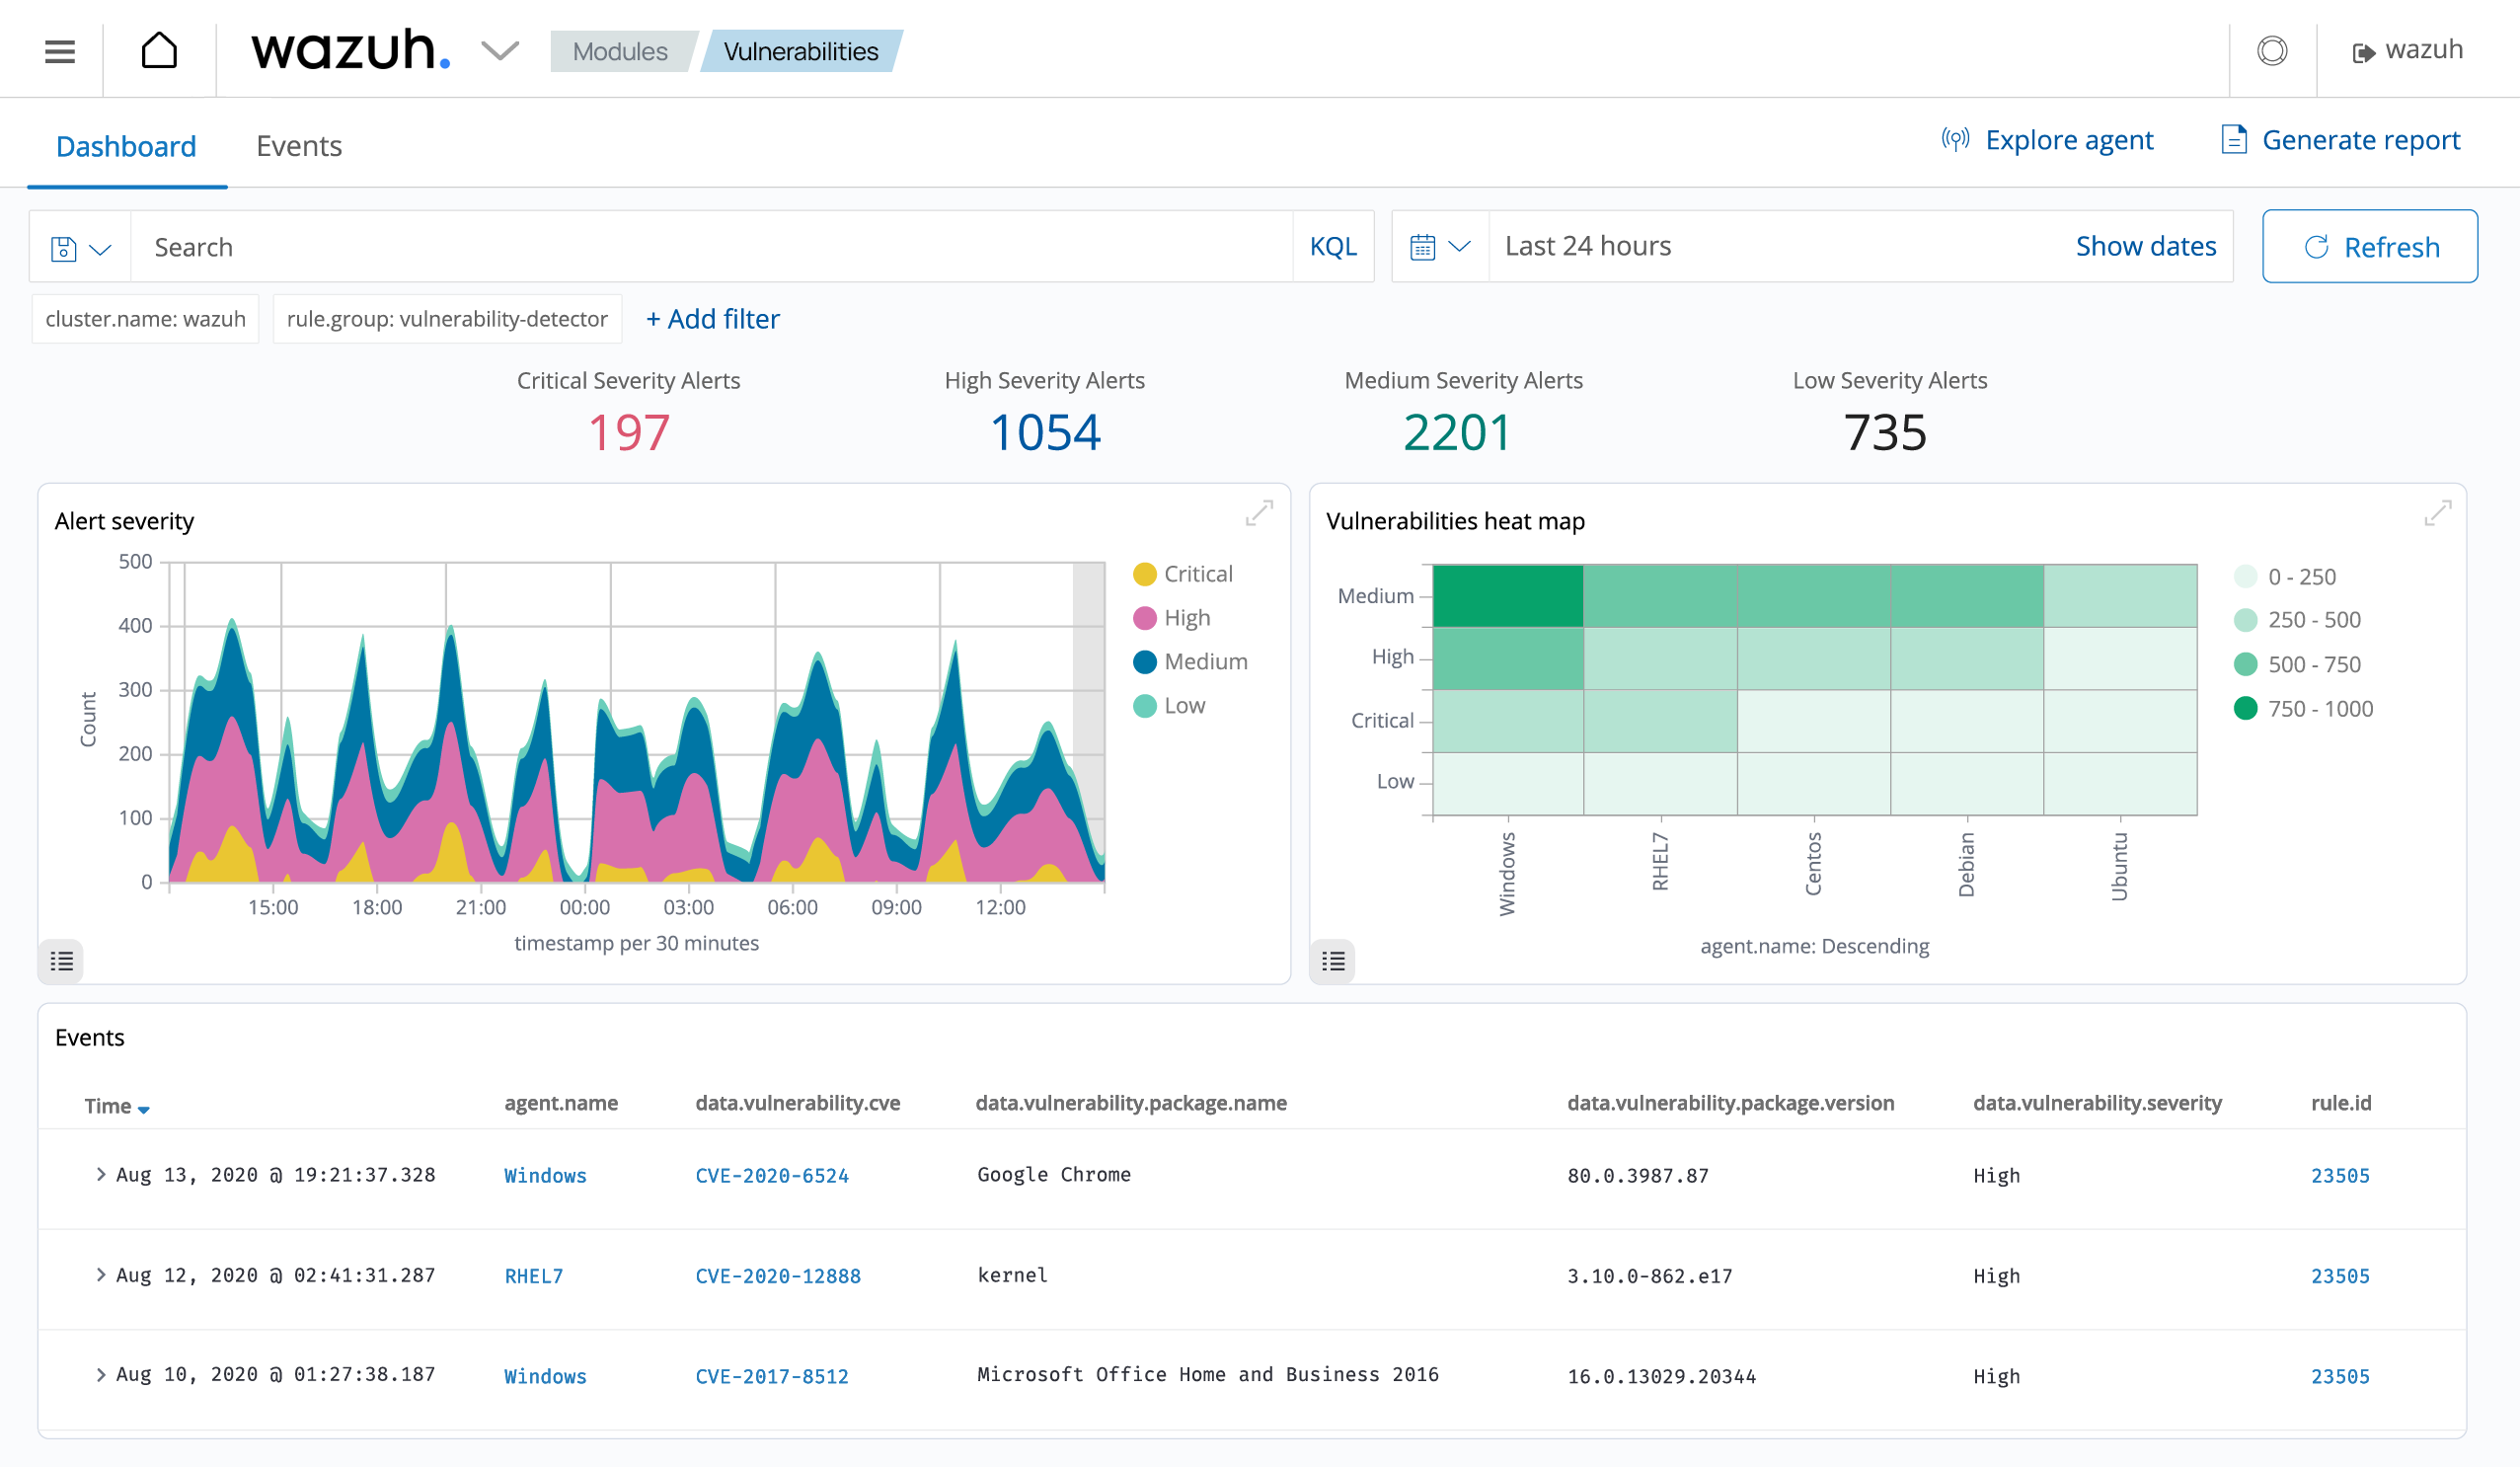 wazuh.
Modules
Vulnerabilities
wazuh
Dashboard
Events
Explore agent
Generate report
Search
KQL
Last 24 hours
Show dates
Refresh
cluster.name: wazuh
rule.group: vulnerability-detector
+ Add filter
Critical Severity Alerts
197
High Severity Alerts
1054
Medium Severity Alerts
2201
Low Severity Alerts
735
Alert severity
500
400
300
200
100
0
Count
15:00
18:00
21:00
00:00
03:00
06:00
09:00
12:00
timestamp per 30 minutes
Critical
High
Medium
Low
Vulnerabilities heat map
Medium
High
Critical
Low
Windows
RHEL7
Centos
Debian
Ubuntu
agent.name: Descending
0 - 250
250 - 500
500 - 750
750 - 1000
Events
Time agent.name data.vulnerability.cve data.vulnerability.package.name data.vulnerability.package.version data.vulnerability.severity rule.id
Aug 13, 2020 @ 19:21:37.328 Windows CVE-2020-6524 Google Chrome 80.0.3987.87 High 23505
Aug 12, 2020 @ 02:41:31.287 RHEL7 CVE-2020-12888 kernel 3.10.0-862.e17 High 23505
Aug 10, 2020 @ 01:27:38.187 Windows CVE-2017-8512 Microsoft Office Home and Business 2016 16.0.13029.20344 High 23505